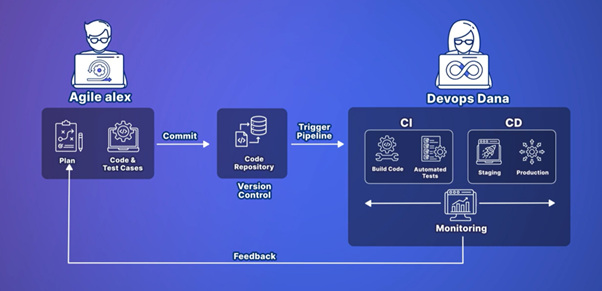 Agile alex
Devops Dana
Plan
Code &
Test Cases
Commit
Code
Repository
Version
Control
Trigger
Pipeline
CI
Build Code
Automated
Tests
CD
Staging
Production
Monitoring
Feedback